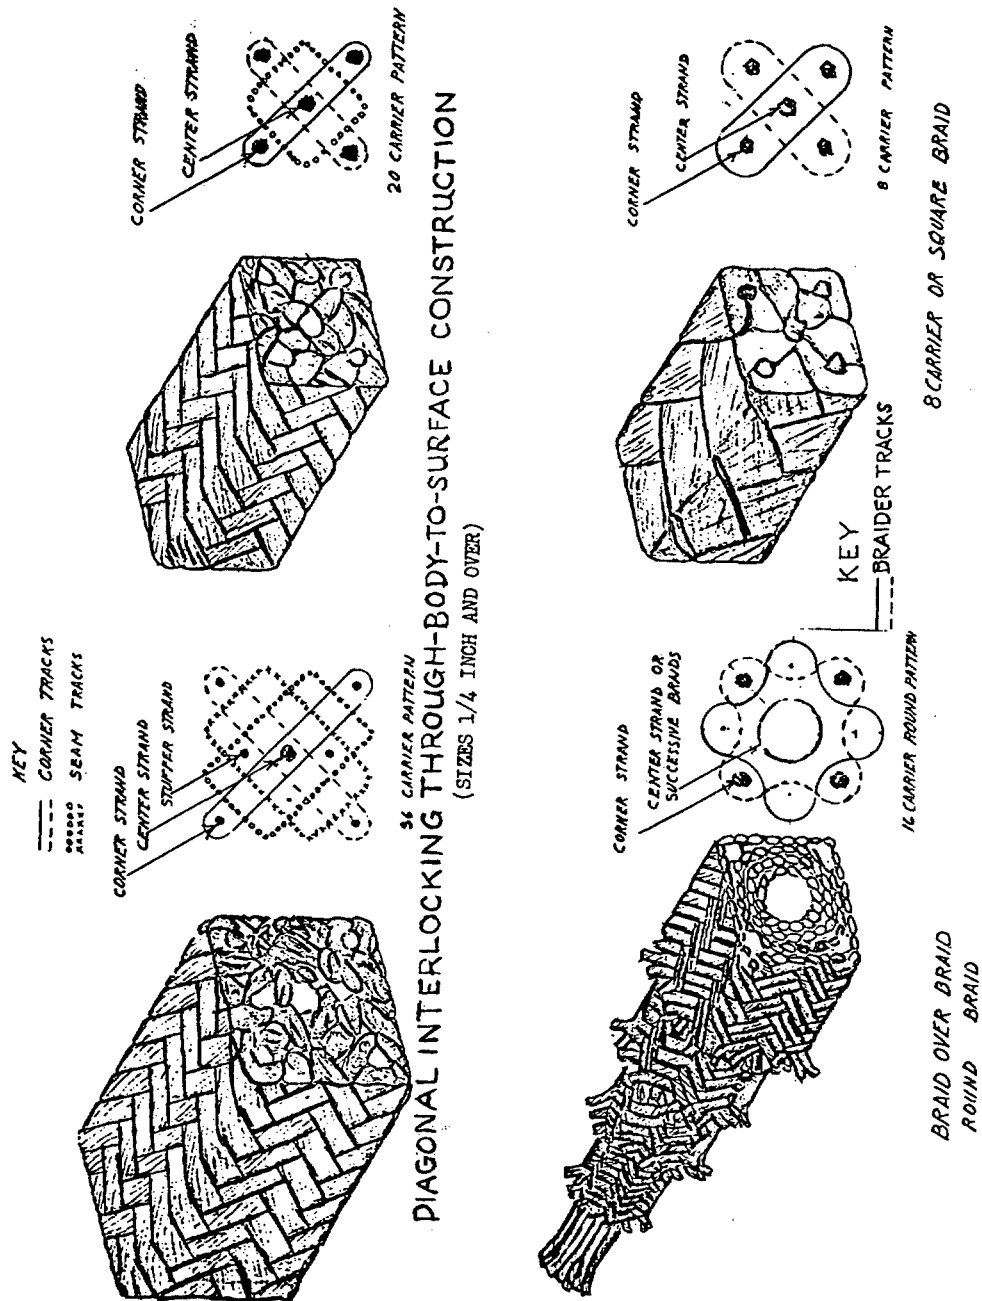 KEY
CORNER TRACKS
SEAM TRACKS
CORNER STRAND
CENTER STRAND
STUFFER STRAND
36 CARRIER PATTERN
CORNER STRAND
CENTER STRAND
20 CARRIER PATTERN
DIAGONAL INTERLOCKING THROUGH-BODY-TO-SURFACE CONSTRUCTION
(SIZES 1/4 INCH AND OVER)
CORNER STRAND
CENTER STRAND OR
SUCCESSIVE BANDS
16 CARRIER ROUND PATTERN
BRAID OVER BRAID
ROUND BRAID
KEY
BRAIDER TRACKS
CORNER STRAND
CENTER STRAND
8 CARRIER PATTERN
8 CARRIER OR SQUARE BRAID